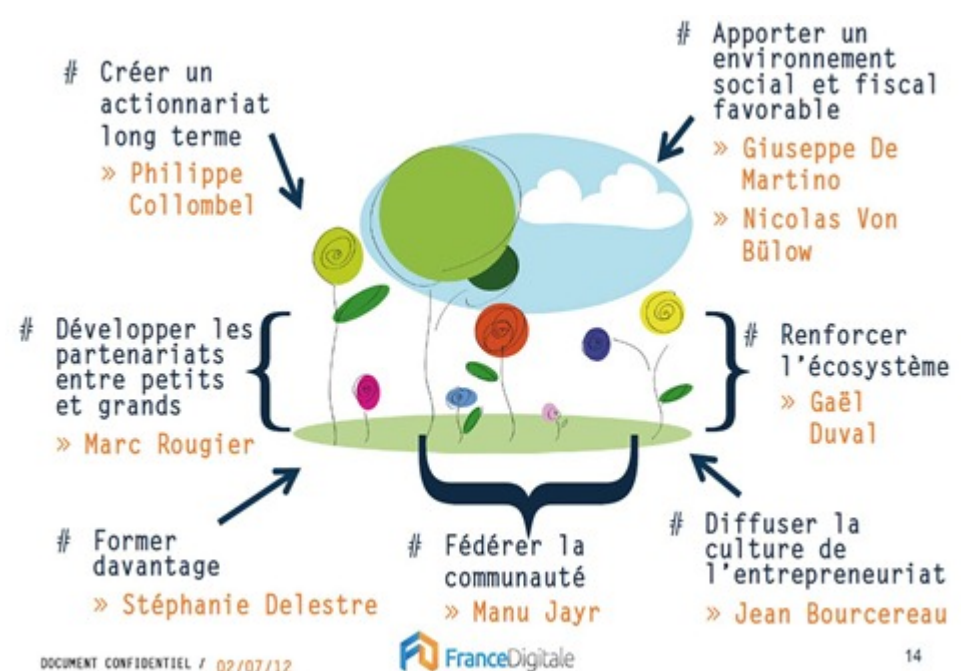 # Créer un
actionnariat
long terme
» Philippe
Collombel
# Apporter un
environnement
social et fiscal
favorable
» Giuseppe De
Martino
» Nicolas Von
Bülow
# Développer les
partenariats
entre petits
et grands
» Marc Rougier
# Renforcer
l'écosystème
» Gaël
Duval
# Former
davantage
» Stéphanie Delestre
# Fédérer la
communauté
» Manu Jayr
# Diffuser la
culture de
l'entrepreneuriat
» Jean Bourcereau
DOCUMENT CONFIDENTIEL / 02/07/12
FranceDigitale
14